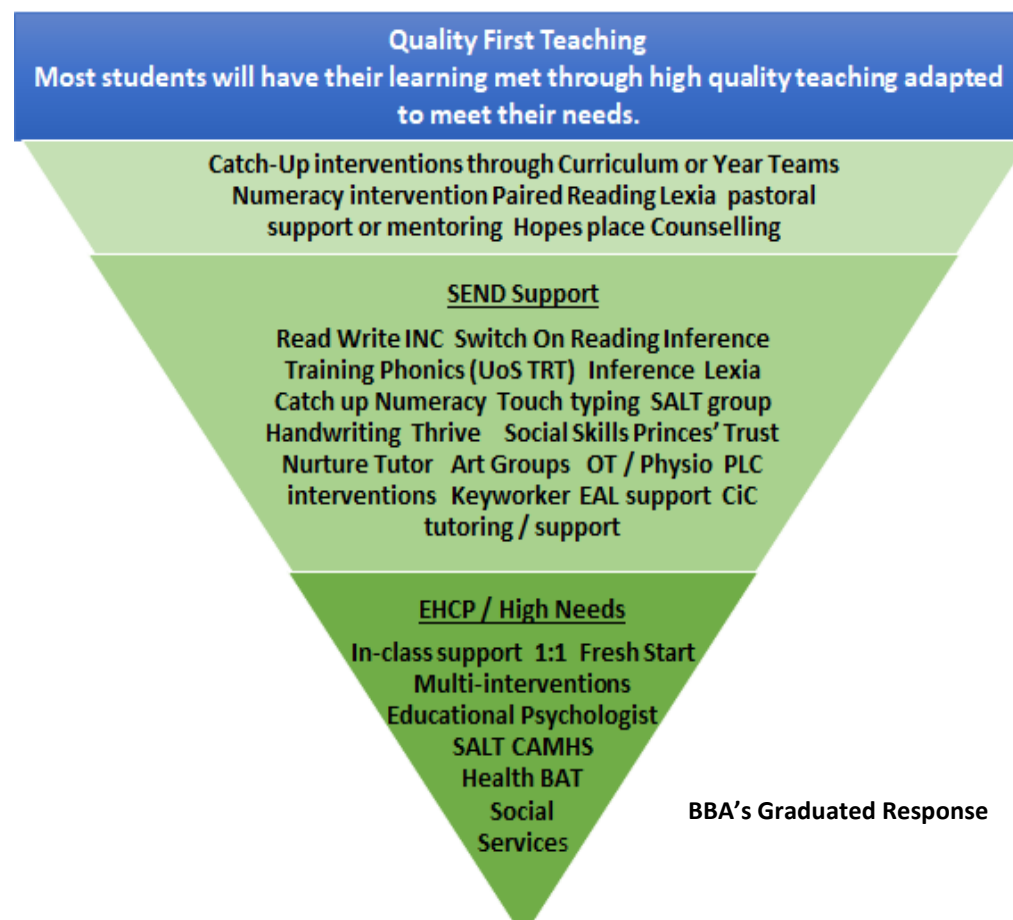 Quality First Teaching
Most students will have their learning met through high quality teaching adapted
to meet their needs.
Catch-Up interventions through Curriculum or Year Teams
Numeracy intervention Paired Reading Lexia pastoral
support or mentoring Hopes place Counselling
SEND Support
Read Write INC Switch On Reading Inference
Training Phonics (UoS TRT) Inference Lexia
Catch up Numeracy Touch typing SALT group
Handwriting Thrive Social Skills Princes' Trust
Nurture Tutor Art Groups OT / Physio PLC
interventions Keyworker EAL support CiC
tutoring / support
EHCP / High Needs
In-class support 1:1 Fresh Start
Multi-interventions
Educational Psychologist
SALT CAMHS
Health BAT
Social
Services
BBA’s Graduated Response